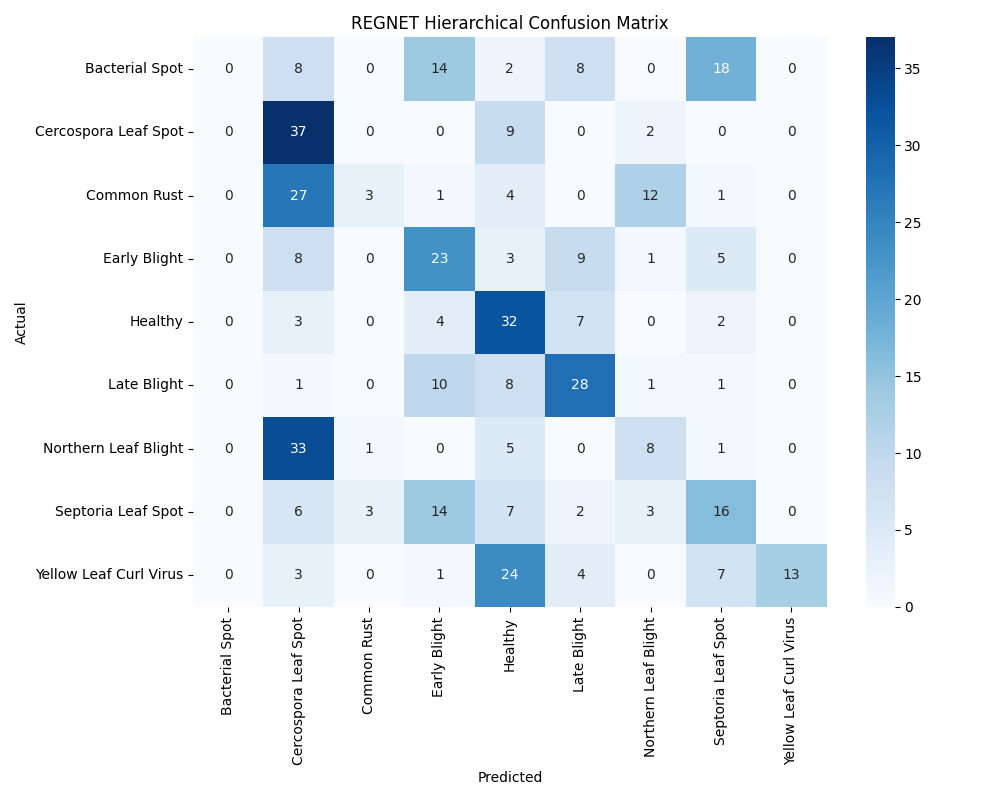 REGNET Hierarchical Confusion Matrix
Bacterial Spot 0 8 0 14 2 8 0 18 0
Cercospora Leaf Spot 0 37 0 0 9 0 2 0 0
Common Rust 0 27 3 1 4 0 12 1 0
Early Blight 0 8 0 23 3 9 1 5 0
Healthy 0 3 0 4 32 7 0 2 0
Late Blight 0 1 0 10 8 28 1 1 0
Northern Leaf Blight 0 33 1 0 5 0 8 1 0
Septoria Leaf Spot 0 6 3 14 7 2 3 16 0
Yellow Leaf Curl Virus 0 3 0 1 24 4 0 7 13
Actual
Bacterial Spot
Cercospora Leaf Spot
Common Rust
Early Blight
Healthy
Late Blight
Northern Leaf Blight
Septoria Leaf Spot
Yellow Leaf Curl Virus
Predicted
35
30
25
20
15
10
5
0